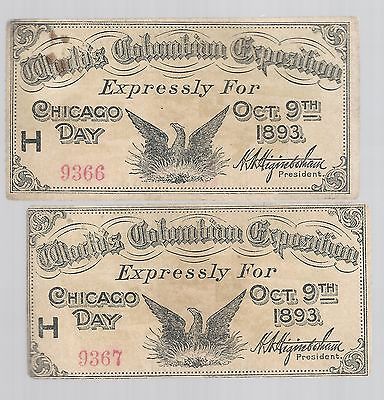 World's Columbian Exposition
Expressly For
CHICAGO DAY
OCT. 9TH 1893.
H
9366
H. N. Higinbotham
President.
World's Columbian Exposition
Expressly For
CHICAGO DAY
OCT. 9TH 1893.
H
9367
H. N. Higinbotham
President.